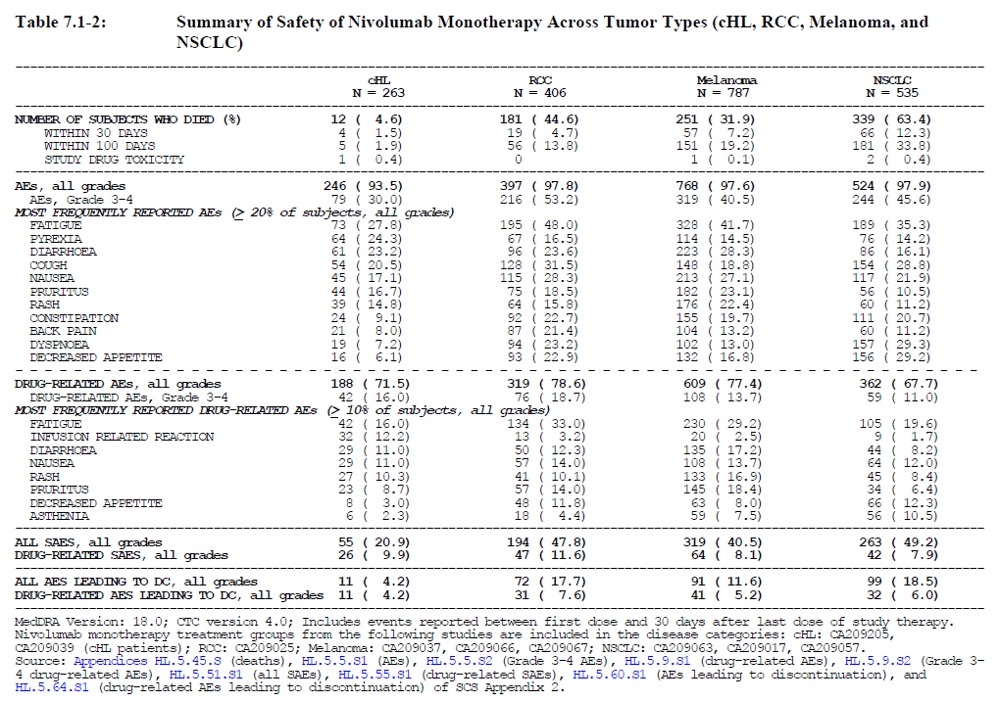 Table 7.1-2: Summary of Safety of Nivolumab Monotherapy Across Tumor Types (cHL, RCC, Melanoma, and
NSCLC)
cHL RCC Melanoma NSCLC
N = 263 N = 406 N = 787 N = 535
NUMBER OF SUBJECTS WHO DIED (%) 12 ( 4.6) 181 ( 44.6) 251 ( 31.9) 339 ( 63.4)
WITHIN 30 DAYS 4 ( 1.5) 19 ( 4.7) 57 ( 7.2) 66 ( 12.3)
WITHIN 100 DAYS 5 ( 1.9) 56 ( 13.8) 151 ( 19.2) 181 ( 33.8)
STUDY DRUG TOXICITY 1 ( 0.4) 0 1 ( 0.1) 2 ( 0.4)
AEs, all grades 246 ( 93.5) 397 ( 97.8) 768 ( 97.6) 524 ( 97.9)
AEs, Grade 3-4 79 ( 30.0) 216 ( 53.2) 319 ( 40.5) 244 ( 45.6)
MOST FREQUENTLY REPORTED AEs (≥ 20% of subjects, all grades)
FATIGUE 73 ( 27.8) 195 ( 48.0) 328 ( 41.7) 189 ( 35.3)
PYREXIA 64 ( 24.3) 67 ( 16.5) 114 ( 14.5) 76 ( 14.2)
DIARRHOEA 61 ( 23.2) 96 ( 23.6) 223 ( 28.3) 86 ( 16.1)
COUGH 54 ( 20.5) 128 ( 31.5) 148 ( 18.8) 154 ( 28.8)
NAUSEA 45 ( 17.1) 115 ( 28.3) 213 ( 27.1) 117 ( 21.9)
PRURITUS 44 ( 16.7) 75 ( 18.5) 182 ( 23.1) 56 ( 10.5)
RASH 39 ( 14.8) 64 ( 15.8) 176 ( 22.4) 60 ( 11.2)
CONSTIPATION 24 ( 9.1) 92 ( 22.7) 155 ( 19.7) 111 ( 20.7)
BACK PAIN 21 ( 8.0) 87 ( 21.4) 104 ( 13.2) 60 ( 11.2)
DYSPNOEA 19 ( 7.2) 94 ( 23.2) 102 ( 13.0) 157 ( 29.3)
DECREASED APPETITE 16 ( 6.1) 93 ( 22.9) 132 ( 16.8) 156 ( 29.2)
DRUG-RELATED AEs, all grades 188 ( 71.5) 319 ( 78.6) 609 ( 77.4) 362 ( 67.7)
DRUG-RELATED AEs, Grade 3-4 42 ( 16.0) 76 ( 18.7) 108 ( 13.7) 59 ( 11.0)
MOST FREQUENTLY REPORTED DRUG-RELATED AEs (≥ 10% of subjects, all grades)
FATIGUE 42 ( 16.0) 134 ( 33.0) 230 ( 29.2) 105 ( 19.6)
INFUSION RELATED REACTION 32 ( 12.2) 13 ( 3.2) 20 ( 2.5) 9 ( 1.7)
DIARRHOEA 29 ( 11.0) 50 ( 12.3) 135 ( 17.2) 44 ( 8.2)
NAUSEA 29 ( 11.0) 57 ( 14.0) 108 ( 13.7) 64 ( 12.0)
RASH 27 ( 10.3) 41 ( 10.1) 133 ( 16.9) 45 ( 8.4)
PRURITUS 23 ( 8.7) 57 ( 14.0) 145 ( 18.4) 34 ( 6.4)
DECREASED APPETITE 8 ( 3.0) 48 ( 11.8) 63 ( 8.0) 66 ( 12.3)
ASTHENIA 6 ( 2.3) 18 ( 4.4) 59 ( 7.5) 56 ( 10.5)
ALL SAES, all grades 55 ( 20.9) 194 ( 47.8) 319 ( 40.5) 263 ( 49.2)
DRUG-RELATED SAES, all grades 26 ( 9.9) 47 ( 11.6) 64 ( 8.1) 42 ( 7.9)
ALL AES LEADING TO DC, all grades 11 ( 4.2) 72 ( 17.7) 91 ( 11.6) 99 ( 18.5)
DRUG-RELATED AES LEADING TO DC, all grades 11 ( 4.2) 31 ( 7.6) 41 ( 5.2) 32 ( 6.0)
MedDRA Version: 18.0; CTC version 4.0; Includes events reported between first dose and 30 days after last dose of study therapy.
Nivolumab monotherapy treatment groups from the following studies are included in the disease categories: cHL: CA209205,
CA209039 (cHL patients); RCC: CA209025; Melanoma: CA209037, CA209066, CA209067; NSCLC: CA209063, CA209017, CA209057.
Source: Appendices HL.5.45.S (deaths), HL.5.5.S1 (AEs), HL.5.5.S2 (Grade 3-4 AEs), HL.5.9.S1 (drug-related AEs), HL.5.9.S2 (Grade 3-
4 drug-related AEs), HL.5.51.S1 (all SAEs), HL.5.55.S1 (drug-related SAEs), HL.5.60.S1 (AEs leading to discontinuation), and
HL.5.64.S1 (drug-related AEs leading to discontinuation) of SCS Appendix 2.